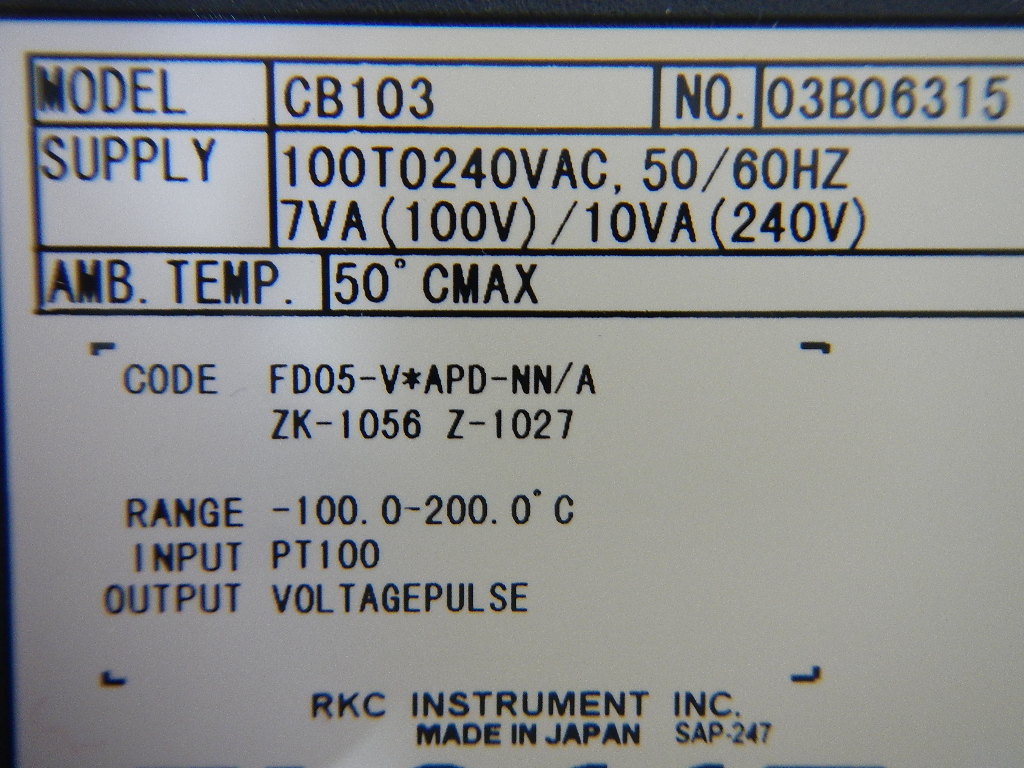 MODEL CB103 NO. 03B06315
SUPPLY 100TO240VAC, 50/60HZ
7VA(100V)/10VA(240V)
AMB. TEMP. 50°CMAX
CODE FD05-V*APD-NN/A
ZK-1056 Z-1027
RANGE -100.0-200.0°C
INPUT PT100
OUTPUT VOLTAGEPULSE
RKC INSTRUMENT INC.
MADE IN JAPAN SAP-247